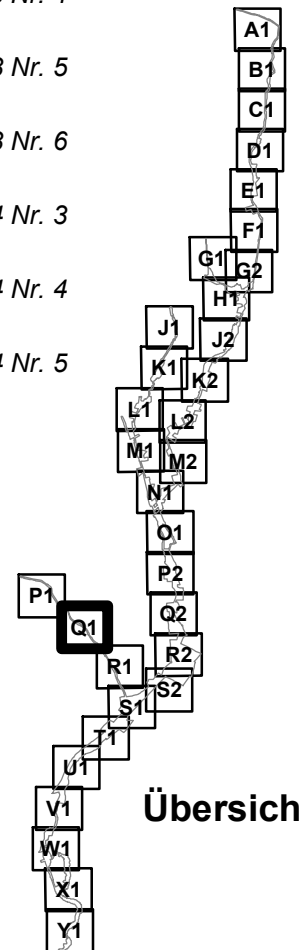 Nr. 4
Nr. 5
Nr. 6
Nr. 3
Nr. 4
Nr. 5
A1
B1
C1
D1
E1
F1
G1
G2
H1
J1
J2
K1
K2
L1
L2
M1
M2
N1
O1
P2
P1
Q2
Q1
R2
R1
S2
S1
T1
U1
V1
Übersich
W1
X1
Y1